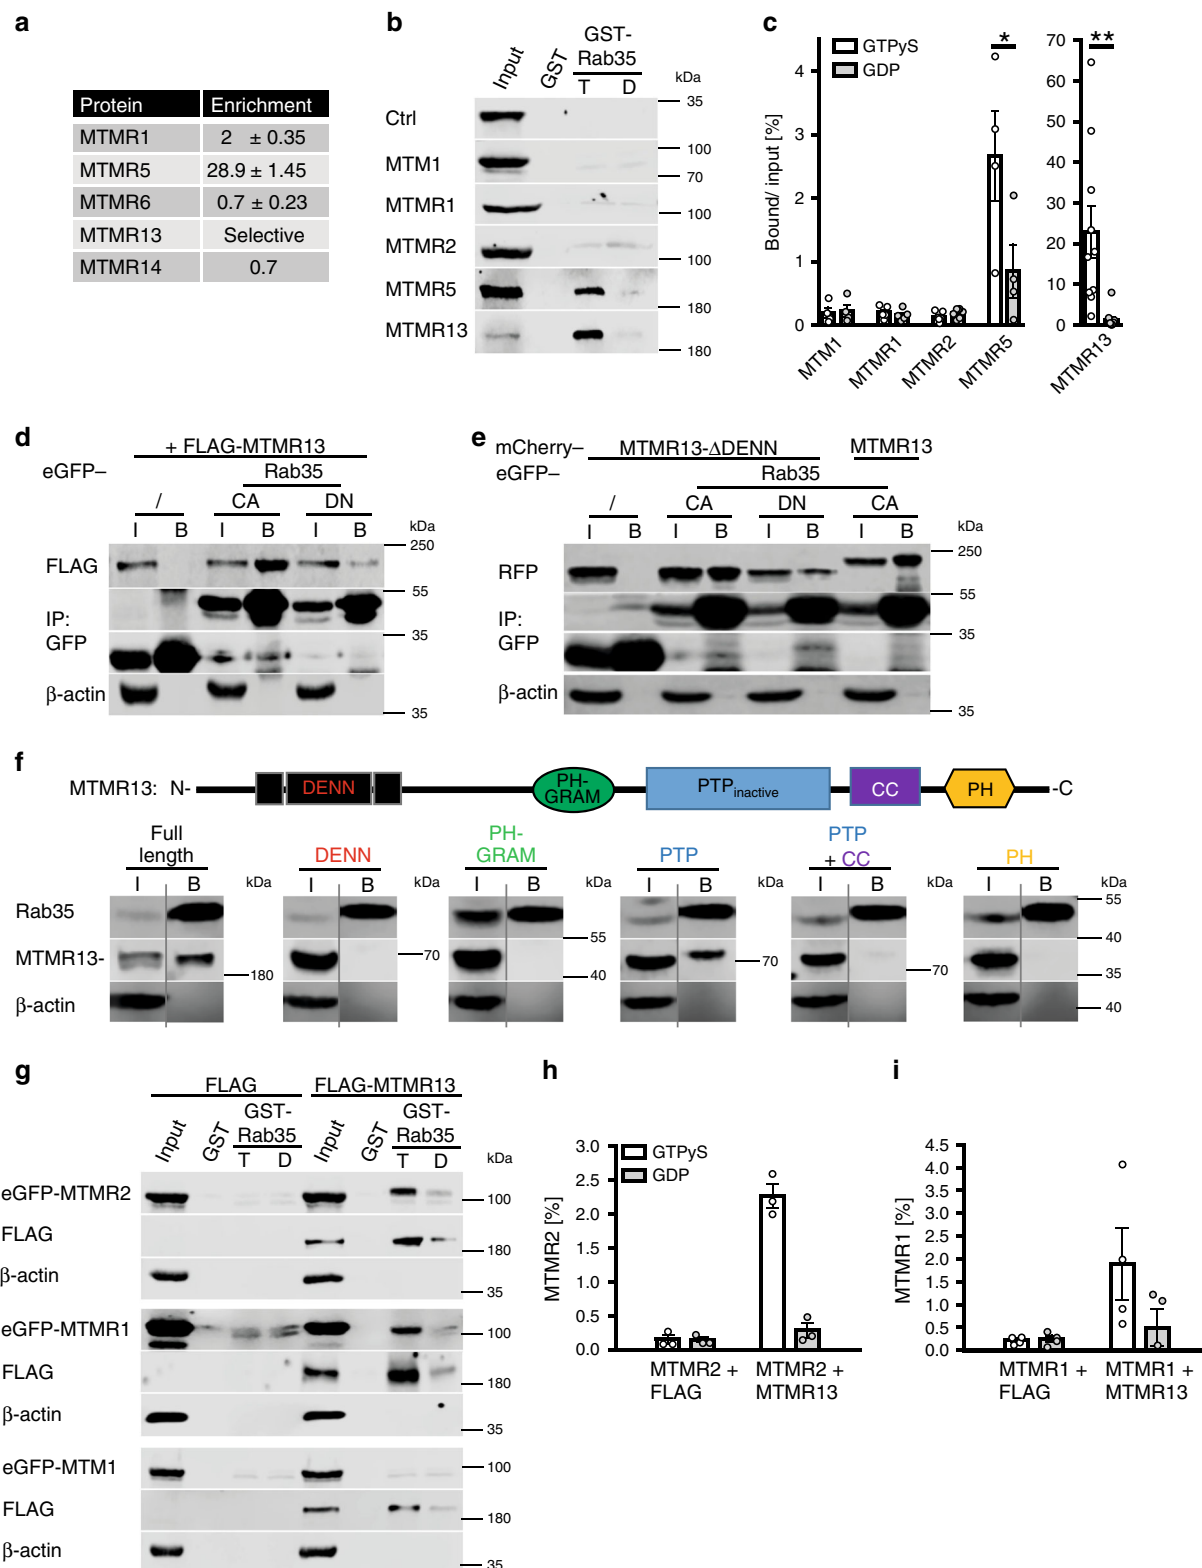 a
Protein Enrichment
MTMR1 2 ± 0.35
MTMR5 28.9 ± 1.45
MTMR6 0.7 ± 0.23
MTMR13 Selective
MTMR14 0.7
b
Input GST GST-Rab35
T D
kDa
Ctrl 35
MTM1 100
70
MTMR1 100
MTMR2 100
MTMR5 180
MTMR13 180
c
GTPyS
GDP
Bound/ input [%]
4
3
2
1
0
* **
70
60
50
40
30
20
10
0
MTM1 MTMR1 MTMR2 MTMR5 MTMR13
d
+ FLAG-MTMR13
eGFP– Rab35
/ CA DN
I B I B I B
kDa
250
FLAG
55
IP:
GFP
35
β-actin
35
e
mCherry– MTMR13-ΔDENN MTMR13
eGFP– Rab35
/ CA DN CA
I B I B I B I B
kDa
250
RFP
55
IP:
GFP
35
β-actin
35
f
MTMR13: N- DENN PH-GRAM PTPinactive CC PH -C
Full length DENN PH-GRAM PTP PTP + CC PH
I B kDa I B kDa I B kDa I B kDa I B kDa I B kDa
Rab35 55 55 40
MTMR13- 180 70 40 70 70 35
β-actin 40
g
FLAG FLAG-MTMR13
Input GST GST-Rab35 Input GST GST-Rab35
T D T D
kDa
eGFP-MTMR2 100
FLAG 180
β-actin 35
eGFP-MTMR1 100
FLAG 180
β-actin 35
eGFP-MTM1 100
FLAG 180
β-actin 35
h
GTPyS
GDP
MTMR2 [%]
3.0
2.5
2.0
1.5
1.0
0.5
0.0
MTMR2 + FLAG
MTMR2 + MTMR13
i
MTMR1 [%]
4.5
4.0
3.5
3.0
2.5
2.0
1.5
1.0
0.5
0.0
MTMR1 + FLAG
MTMR1 + MTMR13